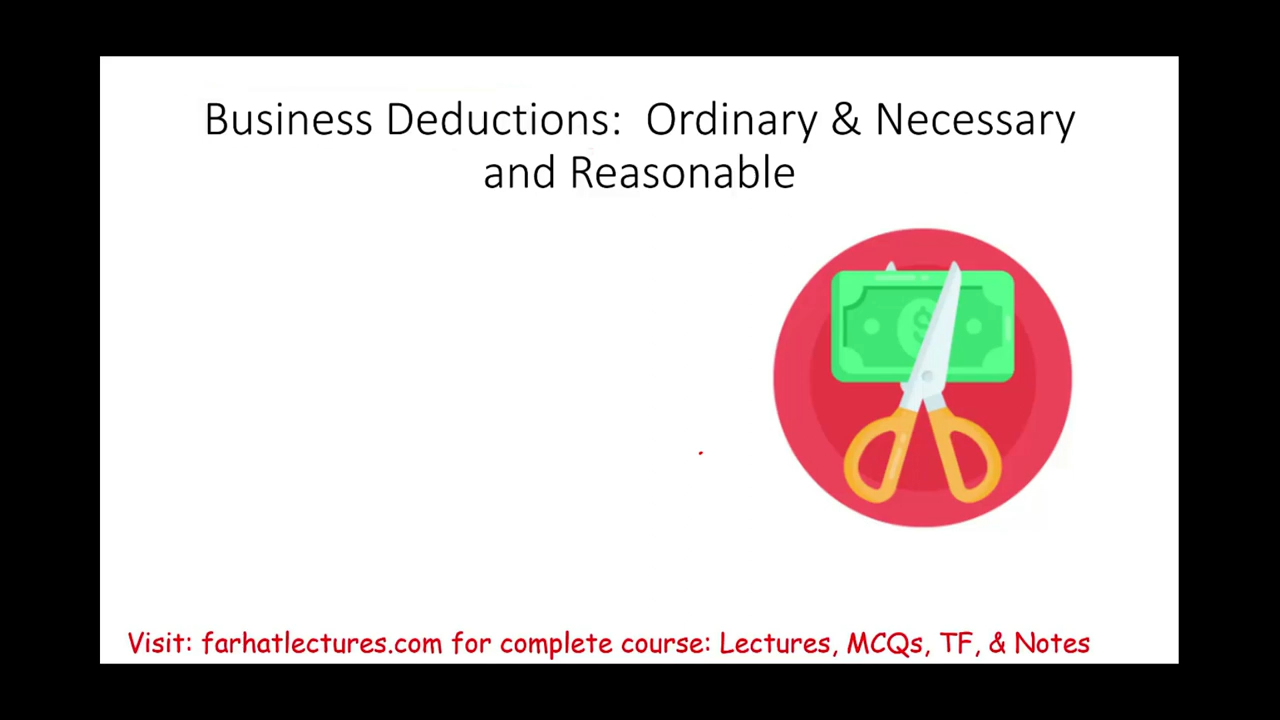 Business Deductions: Ordinary & Necessary
and Reasonable
$
Visit: farhatlectures.com for complete course: Lectures, MCQs, TF, & Notes